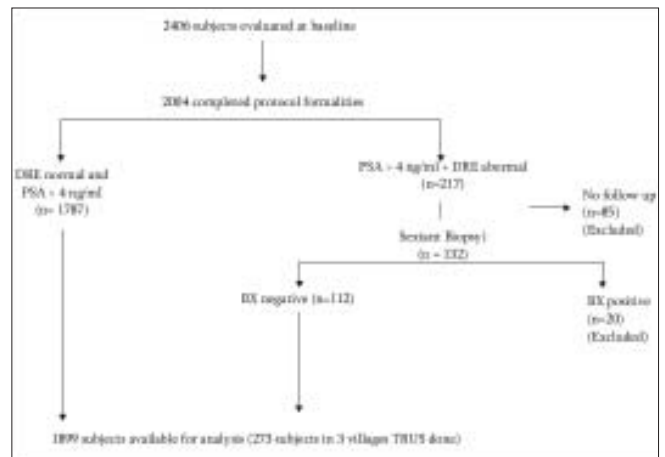 2406 subjects evaluated at baseline
2004 completed protocol formalities
DRE normal and
PSA > 4 ng/ml
(n= 1787)
PSA > 4 ng/ml - DRE abermal
(n=217)
No follow-up
(n=85)
(Excluded)
Sextant Biopsy
(n = 132)
BX negative (n=112)
BX positive
(n=20)
(Excluded)
1899 subjects available for analysis (273 subjects in 3 villages TRUS done)